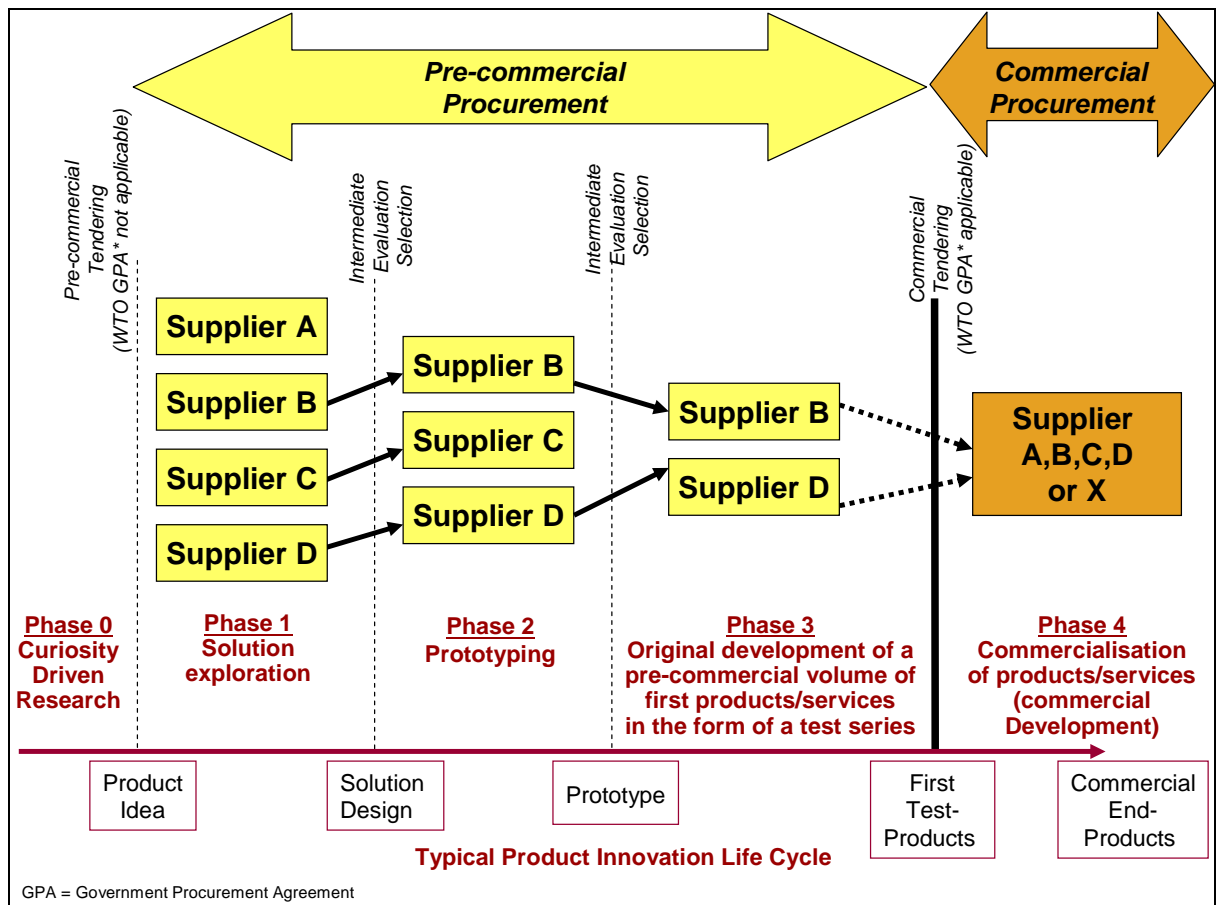 Pre-commercial
Procurement
Commercial
Procurement
Pre-commercial
Tendering
(WTO GPA* not applicable)
Intermediate
Evaluation
Selection
Intermediate
Evaluation
Selection
Commercial
Tendering
(WTO GPA* applicable)
Supplier A
Supplier B
Supplier C
Supplier D
Supplier B
Supplier C
Supplier D
Supplier B
Supplier D
Supplier
A,B,C,D
or X
Phase 0
Curiosity
Driven
Research
Phase 1
Solution
exploration
Phase 2
Prototyping
Phase 3
Original development of a
pre-commercial volume of
first products/services
in the form of a test series
Phase 4
Commercialisation
of products/services
(commercial
Development)
Product
Idea
Solution
Design
Prototype
First
Test-
Products
Commercial
End-
Products
Typical Product Innovation Life Cycle
GPA = Government Procurement Agreement